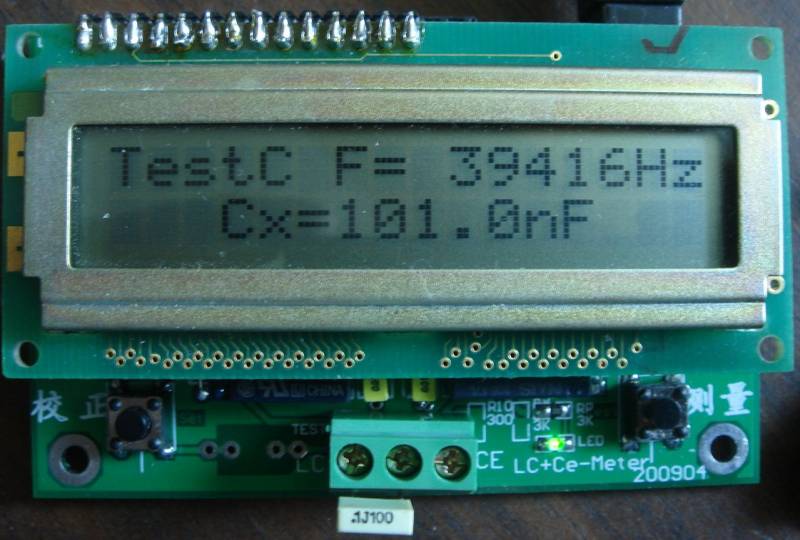 TestC F= 39416Hz
Cx=101.0nF
CHINA
校正
测量
R10
300
3K
RP
3K
TEST
LED
LC
CE
LC+Ce-Meter
200904
.1J100